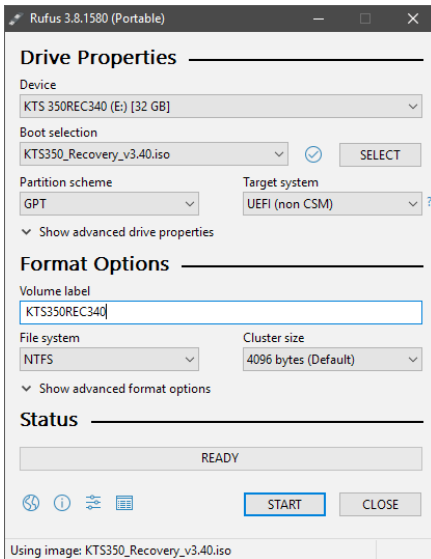 Rufus 3.8.1580 (Portable)
Drive Properties
Device
KTS 350REC340 (E:) [32 GB]
Boot selection
KTS350_Recovery_v3.40.iso SELECT
Partition scheme Target system
GPT UEFI (non CSM) ?
Show advanced drive properties
Format Options
Volume label
KTS350REC340
File system Cluster size
NTFS 4096 bytes (Default)
Show advanced format options
Status
READY
START CLOSE
Using image: KTS350_Recovery_v3.40.iso